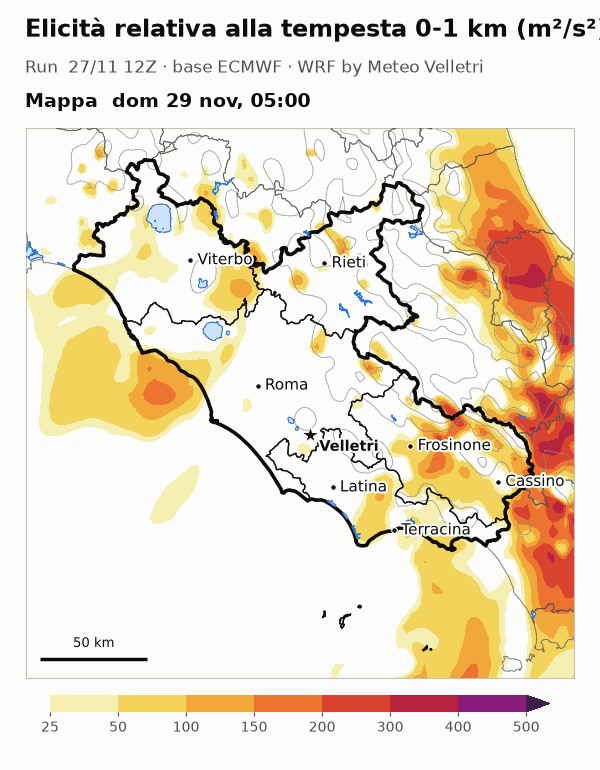 Elicità relativa alla tempesta 0-1 km (m²/s²)
Run 27/11 12Z · base ECMWF · WRF by Meteo Velletri
Mappa dom 29 nov, 05:00
Viterbo
Rieti
Roma
Velletri
Frosinone
Cassino
Latina
Terracina
50 km
25 50 100 150 200 300 400 500